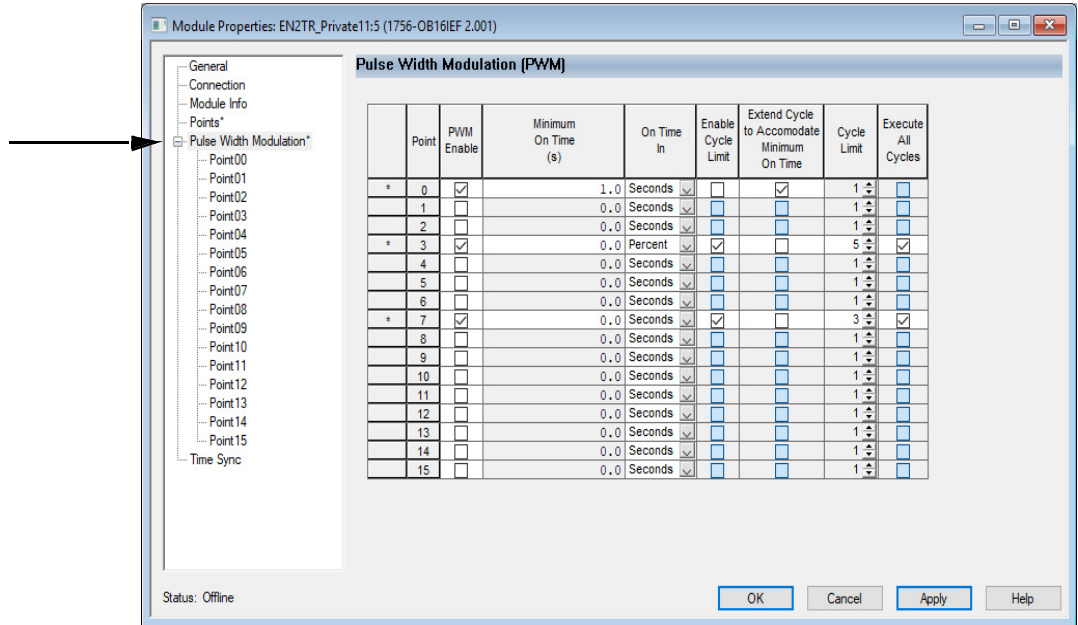 Module Properties: EN2TR_Private11:5 (1756-OB16IEF 2.001)
General
Connection
Module Info
Points*
Pulse Width Modulation*
Point00
Point01
Point02
Point03
Point04
Point05
Point06
Point07
Point08
Point09
Point10
Point11
Point12
Point13
Point14
Point15
Time Sync
Pulse Width Modulation (PWM)
Point
PWM
Enable
Minimum
On Time
(s)
On Time
In
Enable
Cycle
Limit
Extend Cycle
to Accomodate
Minimum
On Time
Cycle
Limit
Execute
All
Cycles
* 0 1.0 Seconds 1
1 0.0 Seconds 1
2 0.0 Seconds 1
* 3 0.0 Percent 5
4 0.0 Seconds 1
5 0.0 Seconds 1
6 0.0 Seconds 1
* 7 0.0 Seconds 3
8 0.0 Seconds 1
9 0.0 Seconds 1
10 0.0 Seconds 1
11 0.0 Seconds 1
12 0.0 Seconds 1
13 0.0 Seconds 1
14 0.0 Seconds 1
15 0.0 Seconds 1
Status: Offline
OK
Cancel
Apply
Help